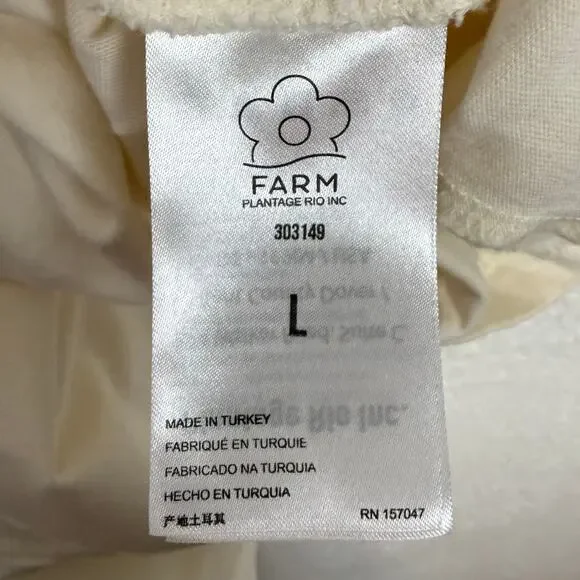 FARM
PLANTAGE RIO INC
303149
L
MADE IN TURKEY
FABRIQUÉ EN TURQUIE
FABRICADO NA TURQUIA
HECHO EN TURQUIA
产地土耳其
RN 157047